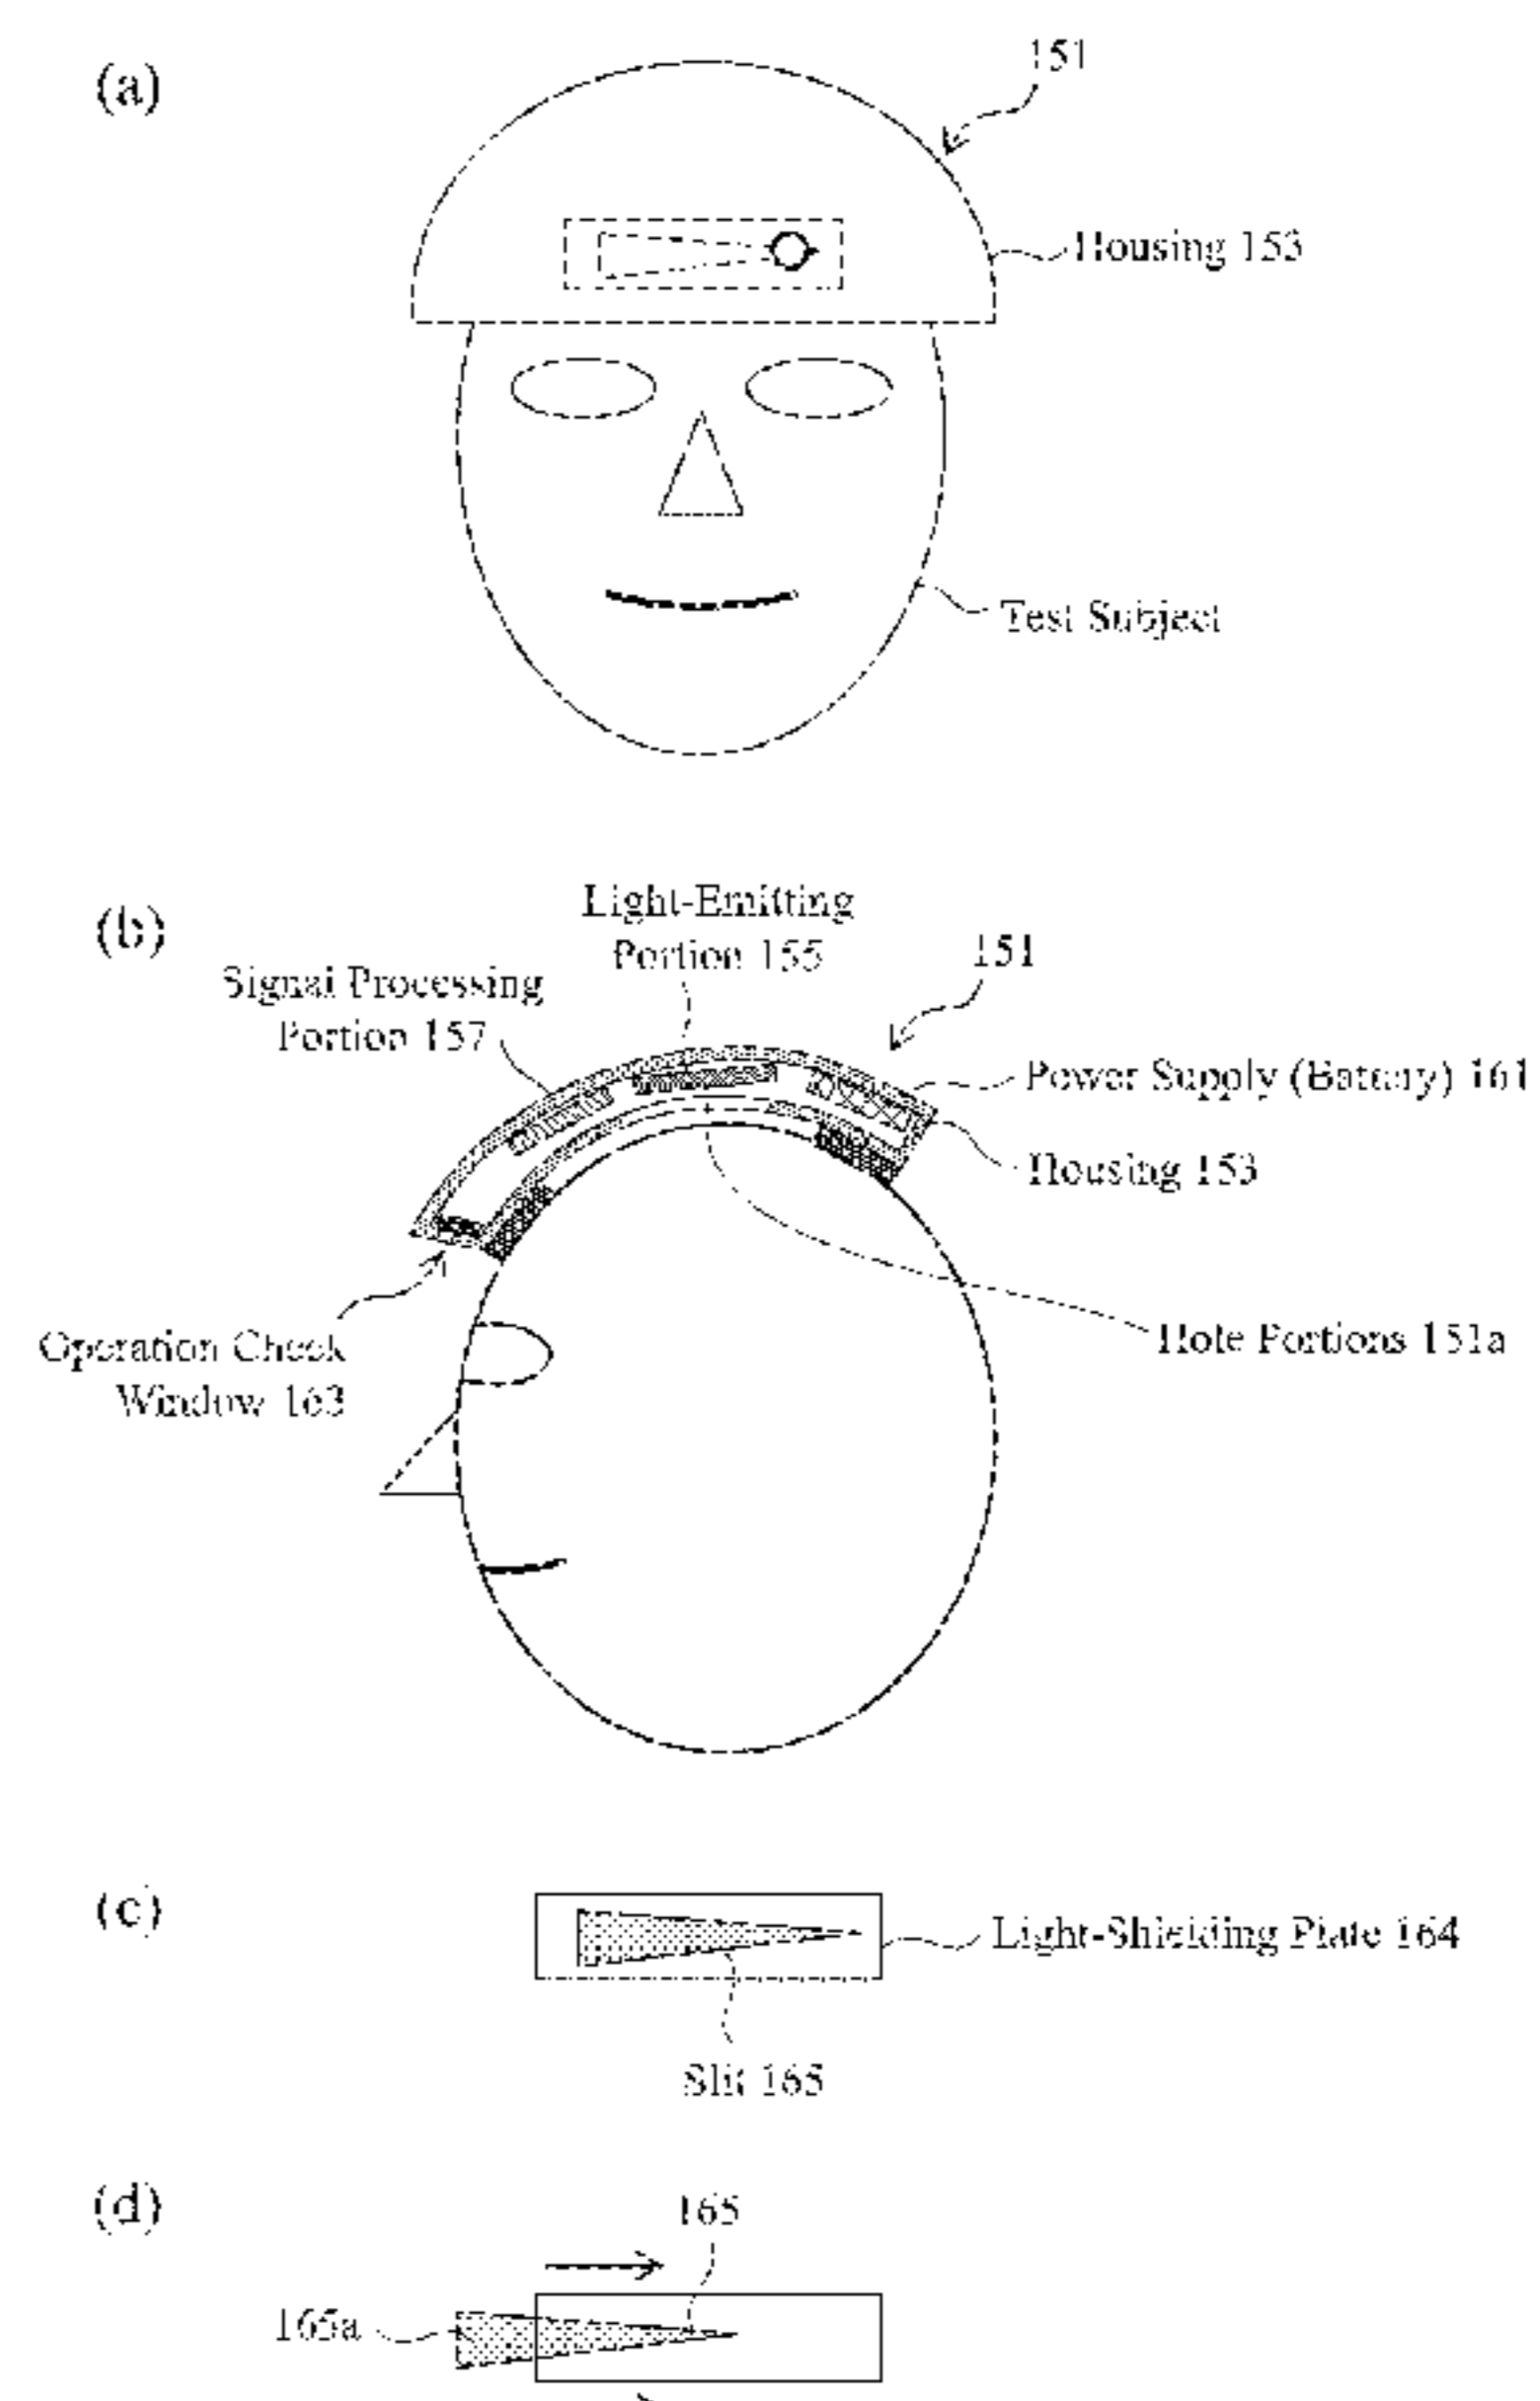 (a)
151
Housing 153
Test Subject
(b)
Light-Emitting
Portion 155
151
Signal Processing
Portion 157
Power Supply (Battery) 161
Housing 153
Hole Portions 151a
Operation Check
Window 163
(c)
Light-Shielding Plate 164
Slit 165
(d)
165
165a